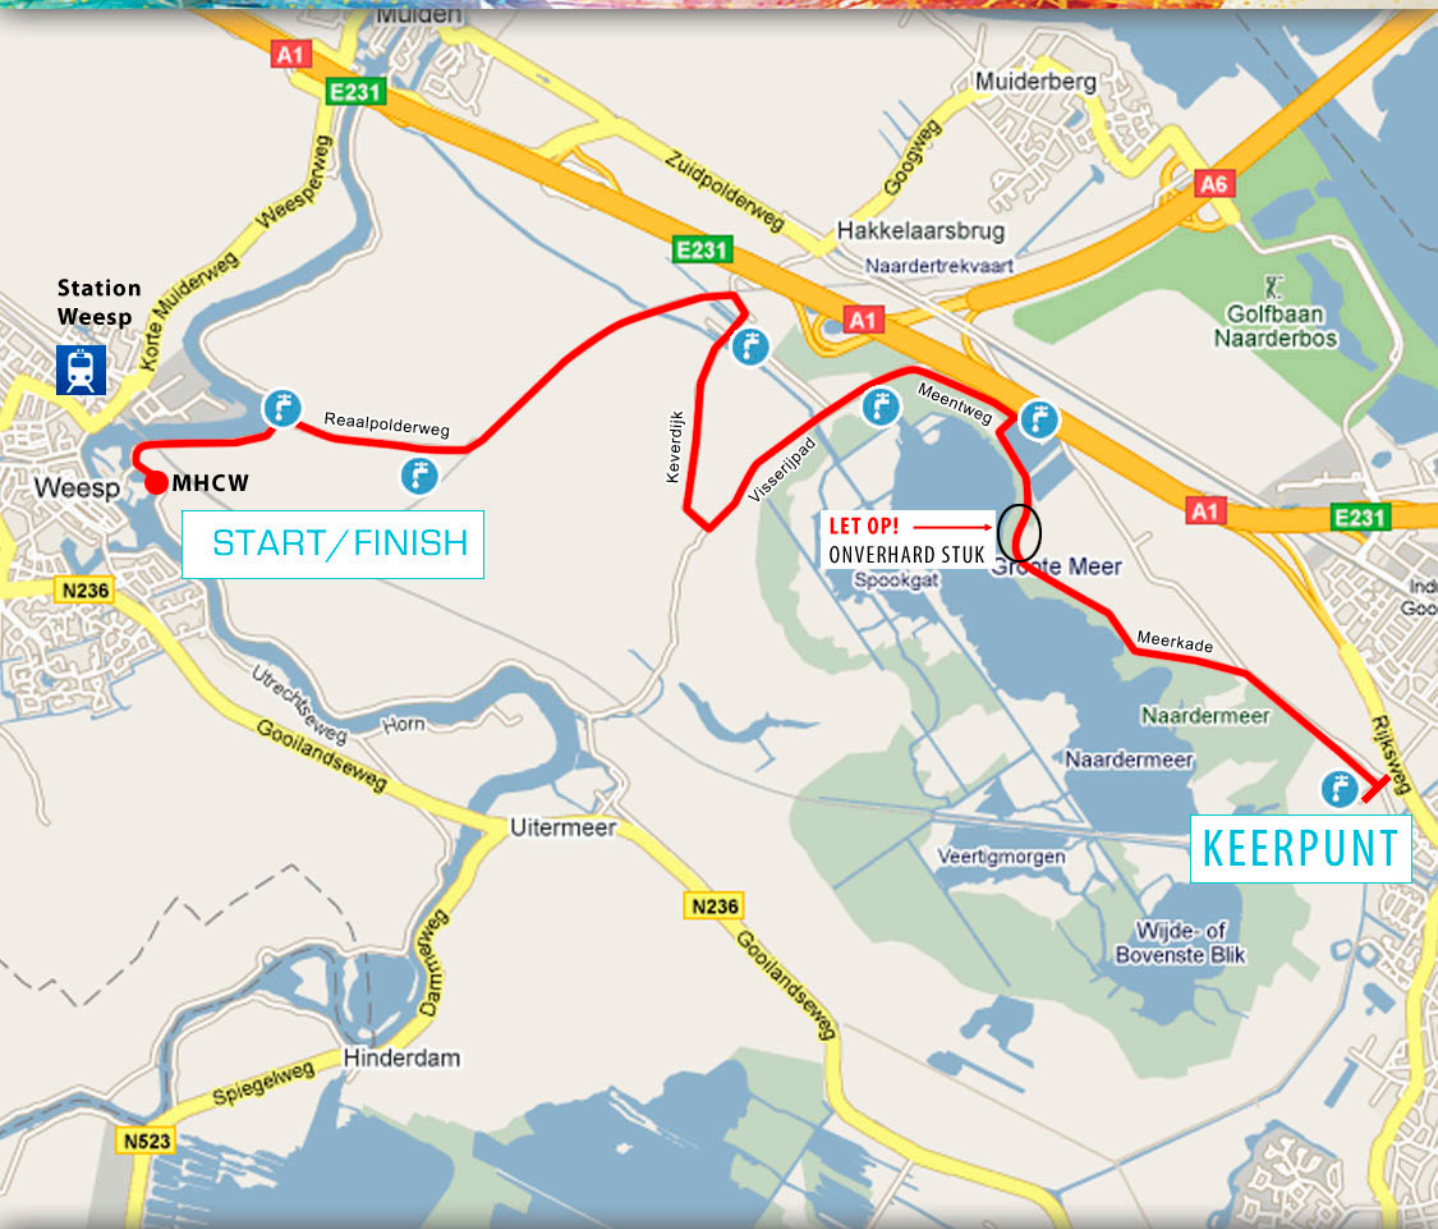 Muiden
A1
E231
Muiderberg
Googweg
Zuidpolderweg
Weesperweg
A6
Hakkelaarsbrug
E231
Naardertrekvaart
Korte Muiderweg
Station
Weesp
A1
Golfbaan
Naarderbos
Meentweg
Reaalpolderweg
Keverdijk
Visserijpad
Weesp
MHCW
START/FINISH
LET OP!
ONVERHARD STUK
A1
E231
Groote Meer
Spookgat
N236
Meerkade
Utrechtseweg
Horn
Gooilandseweg
Naardermeer
Naardermeer
Rijksweg
Uitermeer
KEERPUNT
Veertigmorgen
N236
Wijde- of
Bovenste Blik
Dammerweg
Gooilandseweg
Hinderdam
Spiegelweg
N523